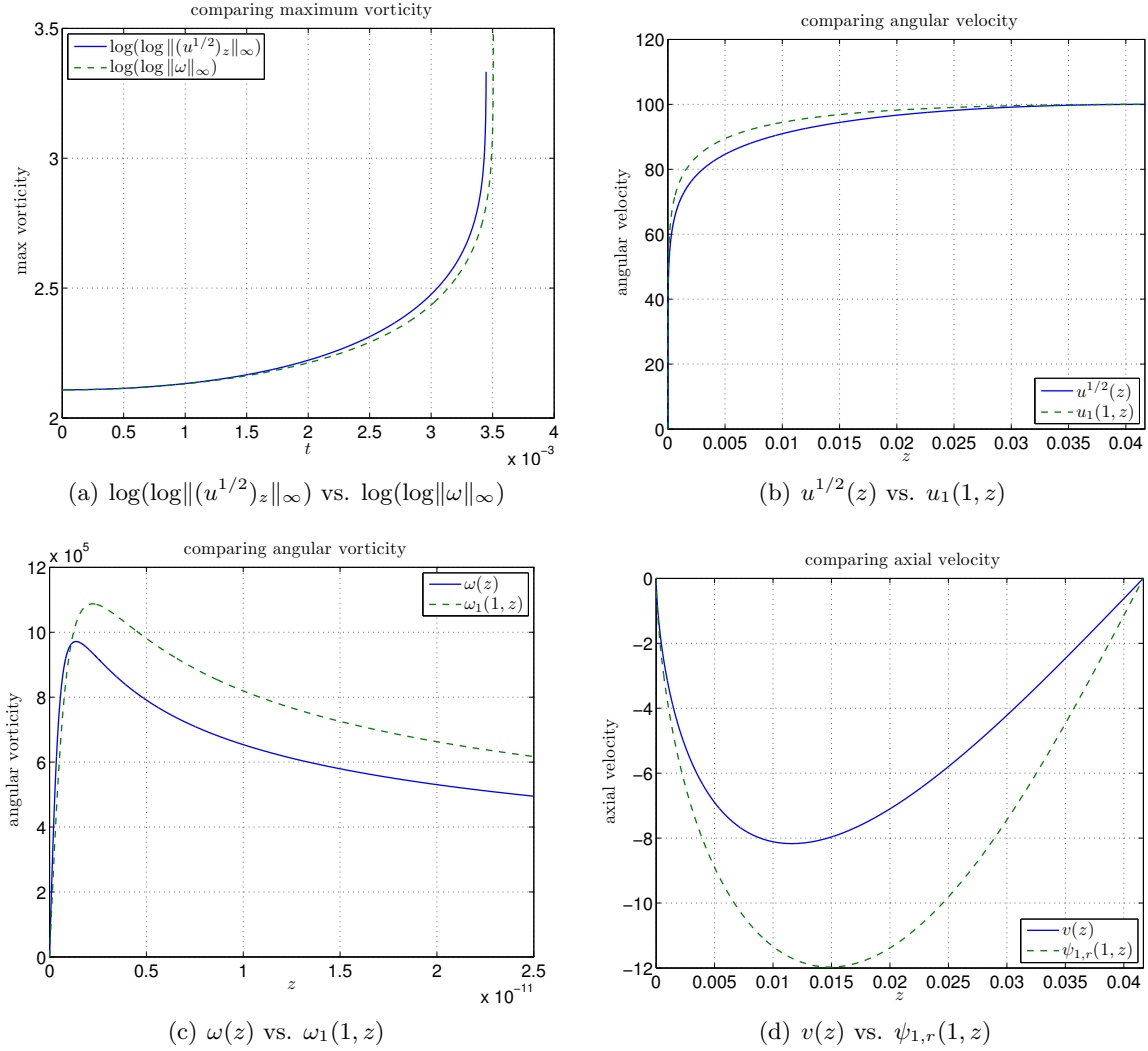 comparing maximum vorticity
3.5
3
2.5
2
max vorticity
log(log∥(u^{1/2})_z∥_∞)
log(log∥ω∥_∞)
0 0.5 1 1.5 2 2.5 3 3.5 4
t
x 10^{-3}
(a) log(log∥(u^{1/2})_z∥_∞) vs. log(log∥ω∥_∞)
comparing angular velocity
120
100
80
60
40
20
0
angular velocity
u^{1/2}(z)
u_1(1, z)
0 0.005 0.01 0.015 0.02 0.025 0.03 0.035 0.04
z
(b) u^{1/2}(z) vs. u_1(1, z)
comparing angular vorticity
x 10^5
12
10
8
6
4
2
0
angular vorticity
ω(z)
ω_1(1, z)
0 0.5 1 1.5 2 2.5
z
x 10^{-11}
(c) ω(z) vs. ω_1(1, z)
comparing axial velocity
0
−2
−4
−6
−8
−10
−12
axial velocity
v(z)
ψ_{1,r}(1, z)
0 0.005 0.01 0.015 0.02 0.025 0.03 0.035 0.04
z
(d) v(z) vs. ψ_{1,r}(1, z)